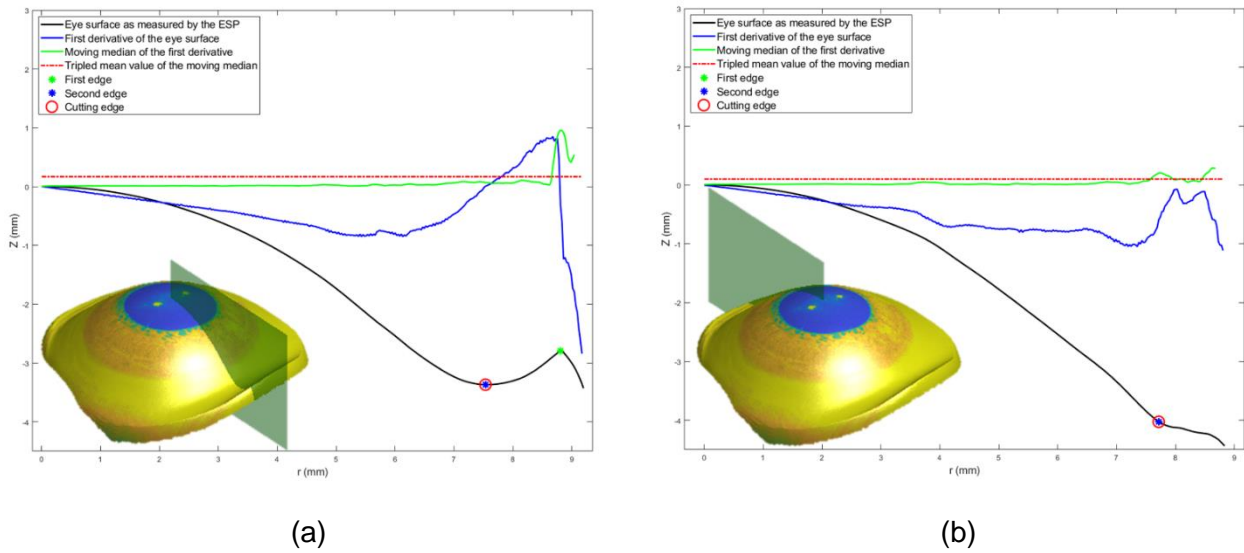 3
Eye surface as measured by the ESP
First derivative of the eye surface
Moving median of the first derivative
Tripled mean value of the moving median
First edge
Second edge
Cutting edge
2
1
0
-1
-2
-3
-4
Z (mm)
0 1 2 3 4 5 6 7 8 9
r (mm)
(a)
3
Eye surface as measured by the ESP
First derivative of the eye surface
Moving median of the first derivative
Tripled mean value of the moving median
First edge
Second edge
Cutting edge
2
1
0
-1
-2
-3
-4
Z (mm)
0 1 2 3 4 5 6 7 8 9
r (mm)
(b)